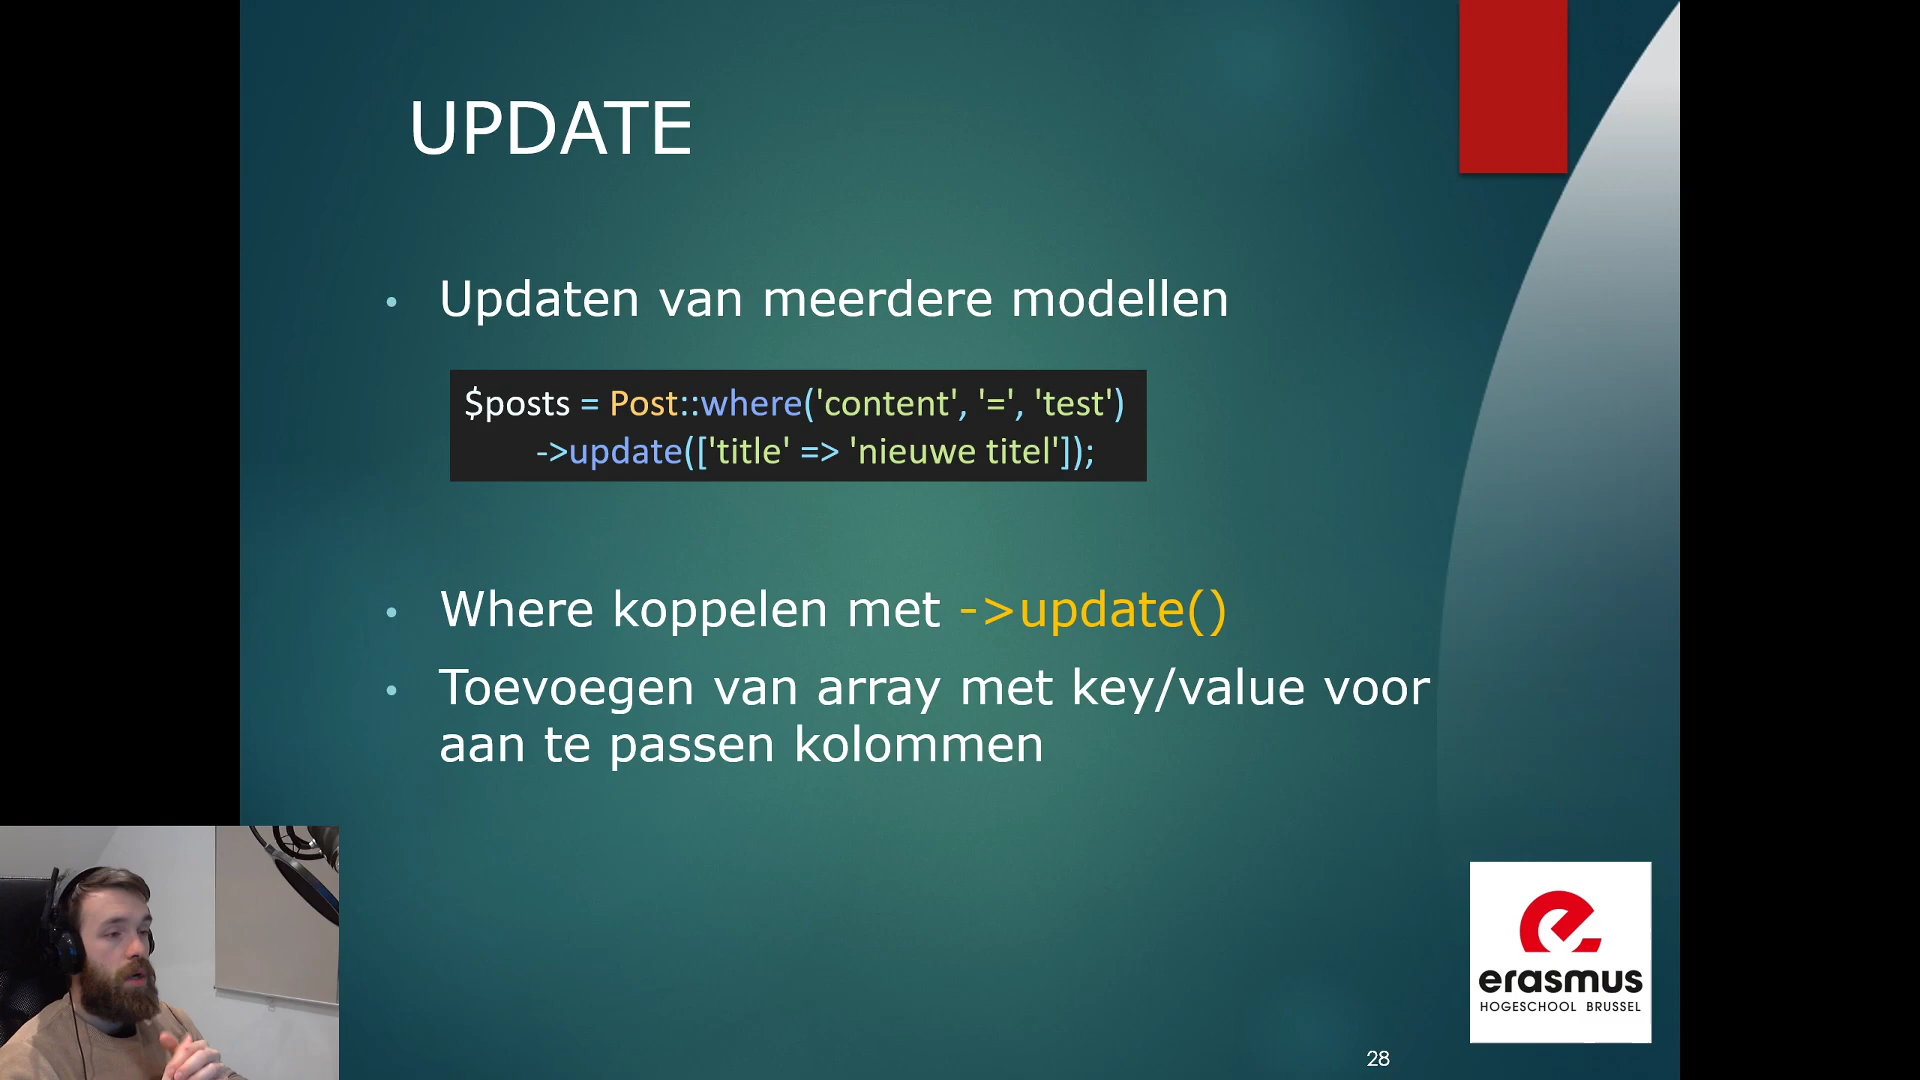 UPDATE
• Updaten van meerdere modellen
$posts = Post::where('content', '=', 'test')
->update(['title' => 'nieuwe titel']);
• Where koppelen met ->update()
• Toevoegen van array met key/value voor
aan te passen kolommen
erasmus
HOGESCHOOL BRUSSEL
28